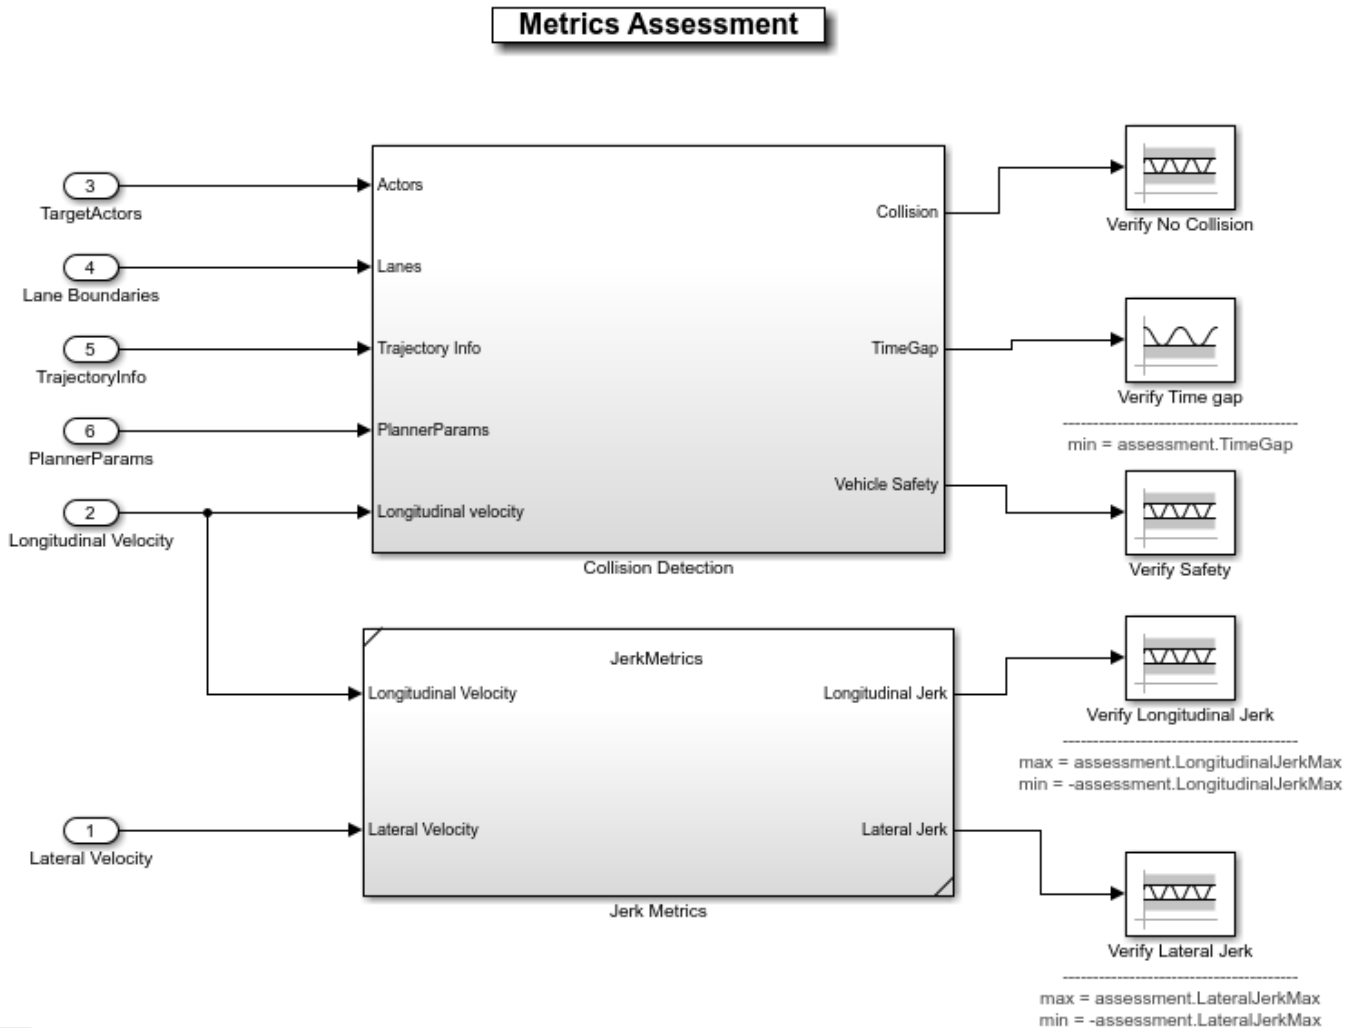 Metrics Assessment
3
TargetActors
4
Lane Boundaries
5
TrajectoryInfo
6
PlannerParams
2
Longitudinal Velocity
1
Lateral Velocity
Actors
Lanes
Trajectory Info
PlannerParams
Longitudinal velocity
Collision
TimeGap
Vehicle Safety
Collision Detection
JerkMetrics
Longitudinal Velocity
Lateral Velocity
Longitudinal Jerk
Lateral Jerk
Jerk Metrics
Verify No Collision
Verify Time gap
min = assessment.TimeGap
Verify Safety
Verify Longitudinal Jerk
max = assessment.LongitudinalJerkMax
min = -assessment.LongitudinalJerkMax
Verify Lateral Jerk
max = assessment.LateralJerkMax
min = -assessment.LateralJerkMax